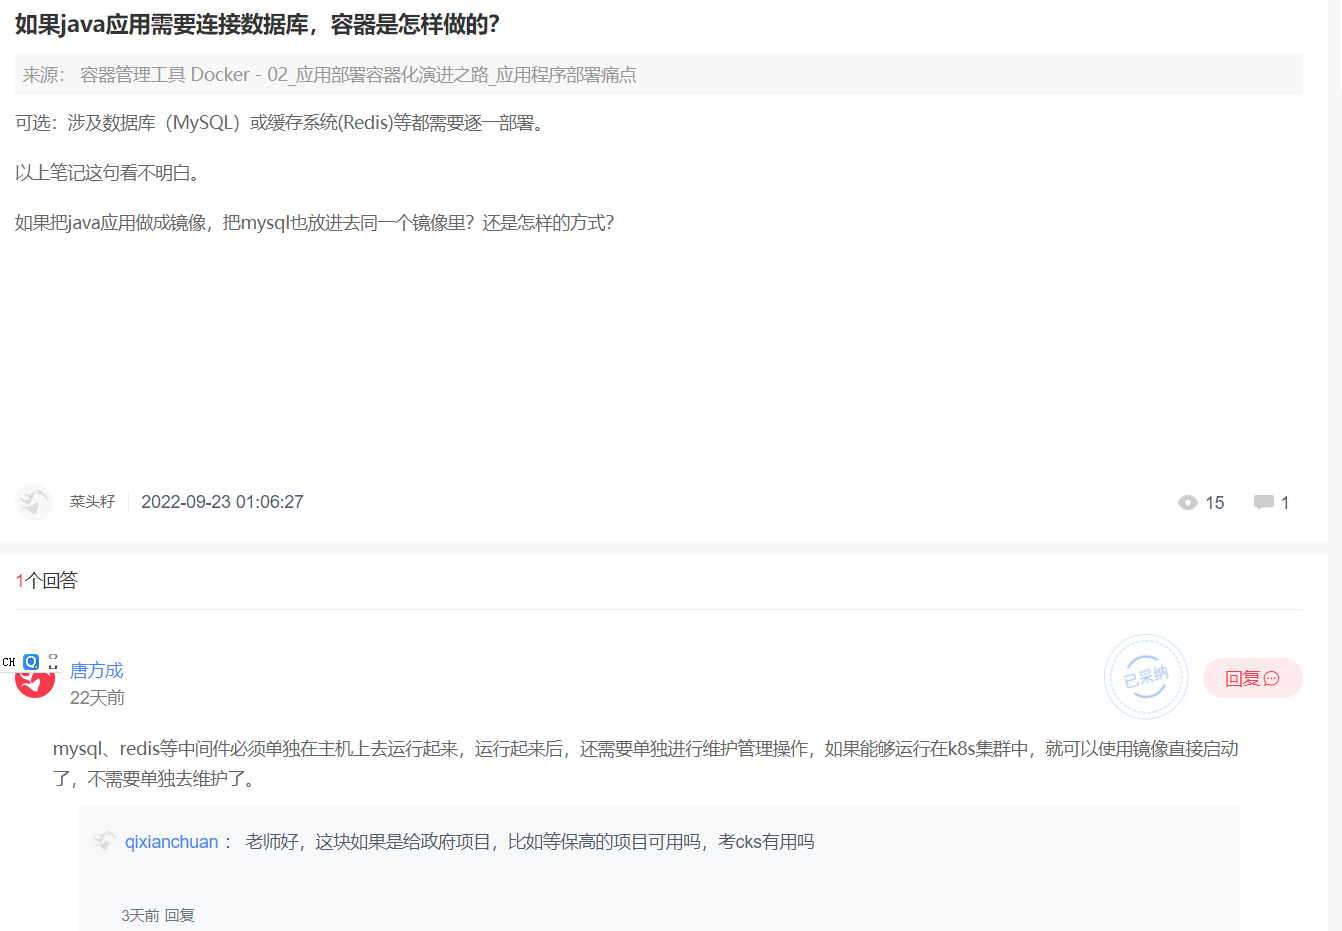 如果java应用需要连接数据库，容器是怎样做的？
来源： 容器管理工具 Docker - 02_应用部署容器化演进之路_应用程序部署痛点
可选：涉及数据库（MySQL）或缓存系统(Redis)等都需要逐一部署。
以上笔记这句看不明白。
如果把java应用做成镜像，把mysql也放进去同一个镜像里？还是怎样的方式？
菜头籽 2022-09-23 01:06:27 15 1
1个回答
CH
唐方成
22天前
已采纳
回复
mysql、redis等中间件必须单独在主机上去运行起来，运行起来后，还需要单独进行维护管理操作，如果能够运行在k8s集群中，就可以使用镜像直接启动
了，不需要单独去维护了。
qixianchuan： 老师好，这块如果是给政府项目，比如等保高的项目可用吗，考cks有用吗
3天前 回复